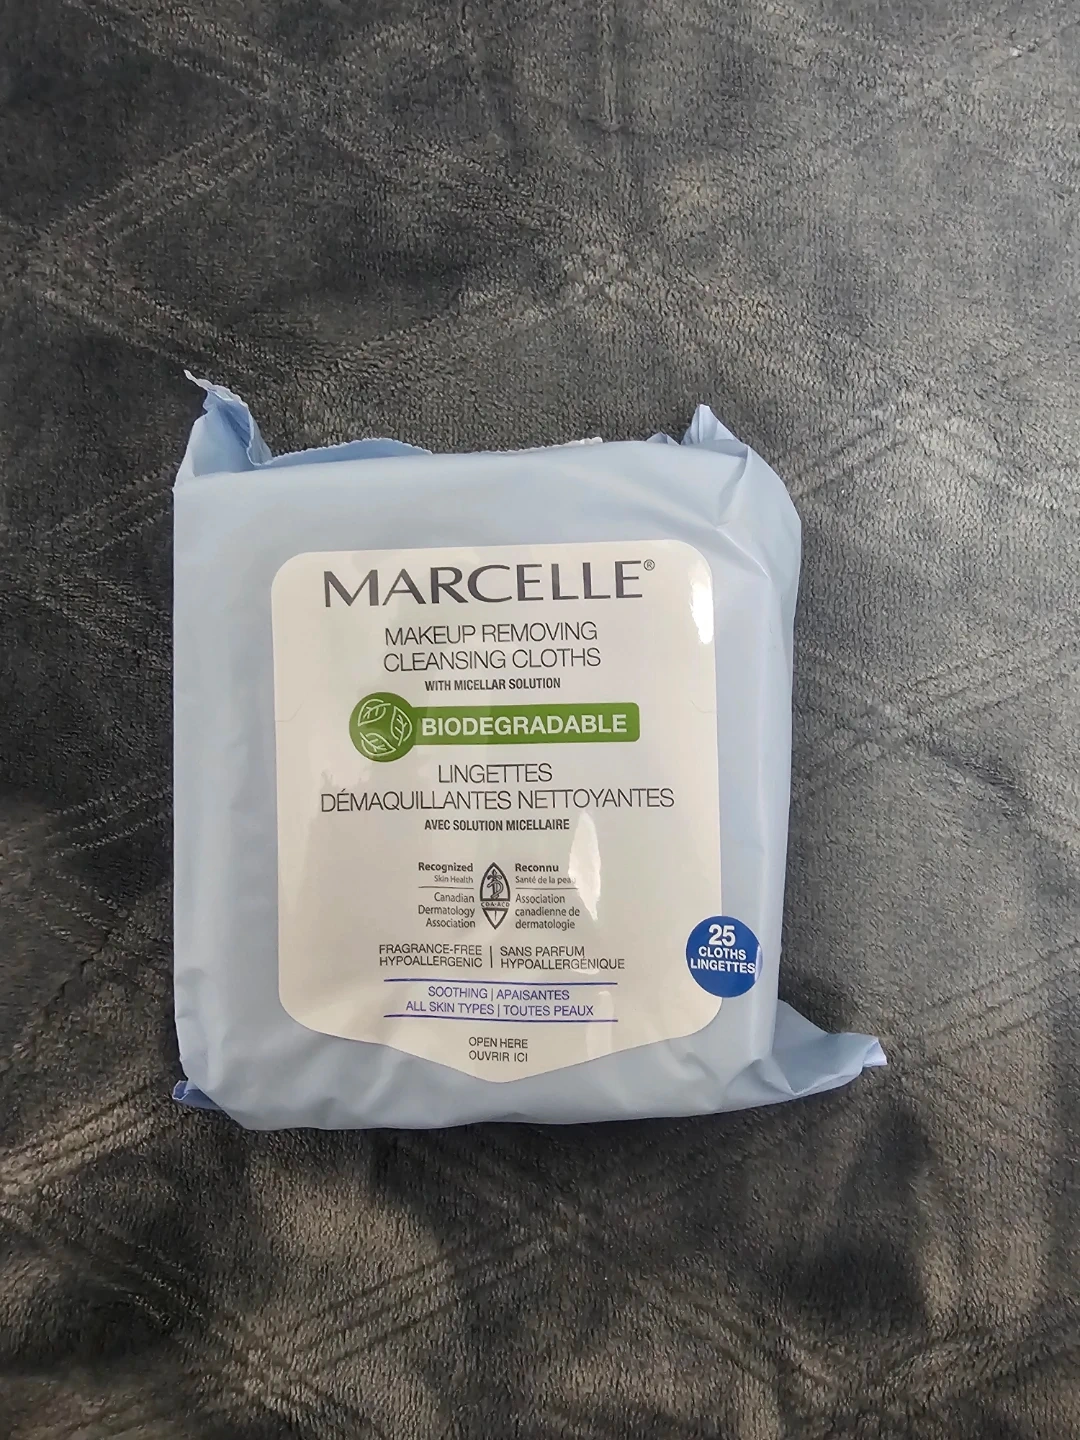 MARCELLE®
MAKEUP REMOVING
CLEANSING CLOTHS
WITH MICELLAR SOLUTION
BIODEGRADABLE
LINGETTES
DÉMAQUILLANTES NETTOYANTES
AVEC SOLUTION MICELLAIRE
Recognized
Skin Health
Canadian
Dermatology
Association
CDA-ACD
Reconnu
Santé de la peau
Association
canadienne de
dermatologie
25
CLOTHS
LINGETTES
FRAGRANCE-FREE | SANS PARFUM
HYPOALLERGENIC | HYPOALLERGÉNIQUE
SOOTHING | APAISANTES
ALL SKIN TYPES | TOUTES PEAUX
OPEN HERE
OUVRIR ICI